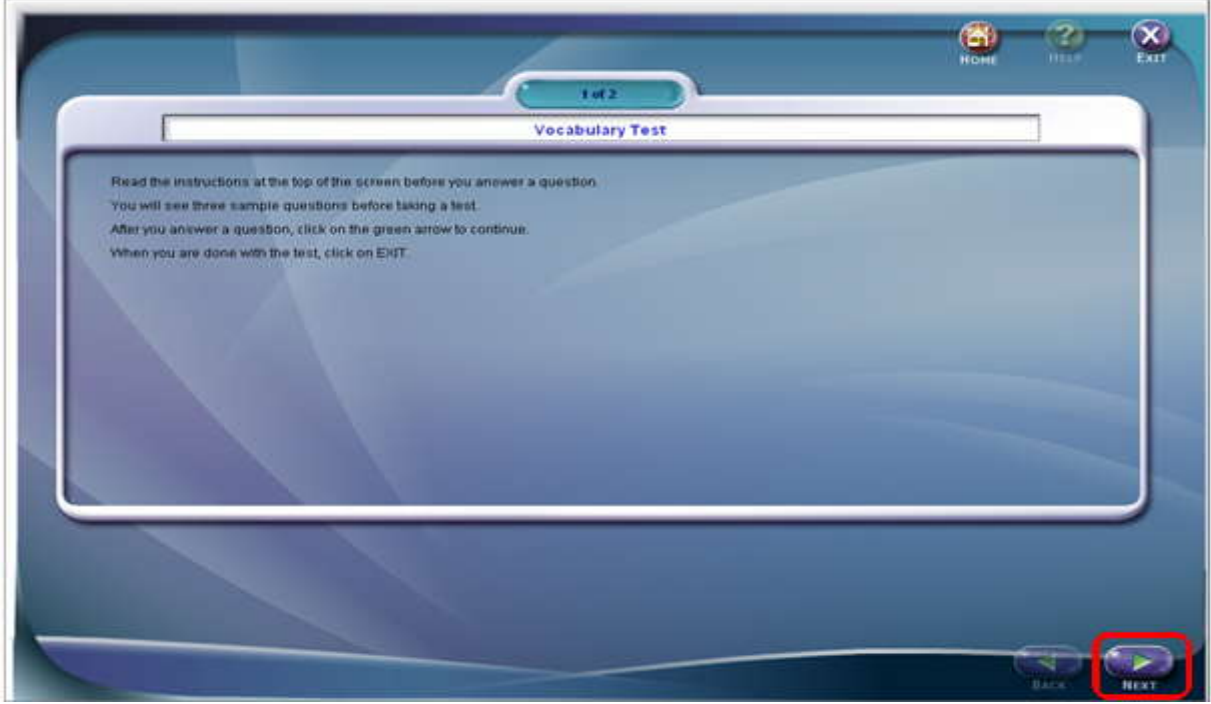 HOME HELP EXIT
1 of 2
Vocabulary Test
Read the instructions at the top of the screen before you answer a question.
You will see three sample questions before taking a test.
After you answer a question, click on the green arrow to continue.
When you are done with the test, click on EXIT.
BACK NEXT